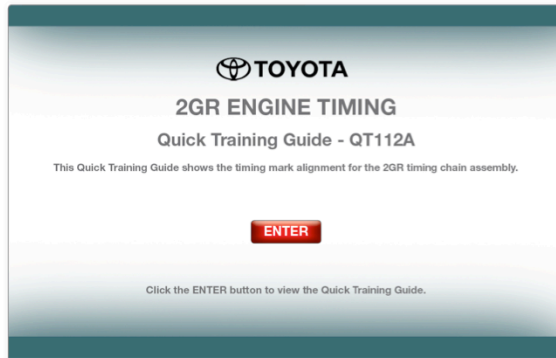 TOYOTA
2GR ENGINE TIMING
Quick Training Guide - QT112A
This Quick Training Guide shows the timing mark alignment for the 2GR timing chain assembly.
ENTER
Click the ENTER button to view the Quick Training Guide.